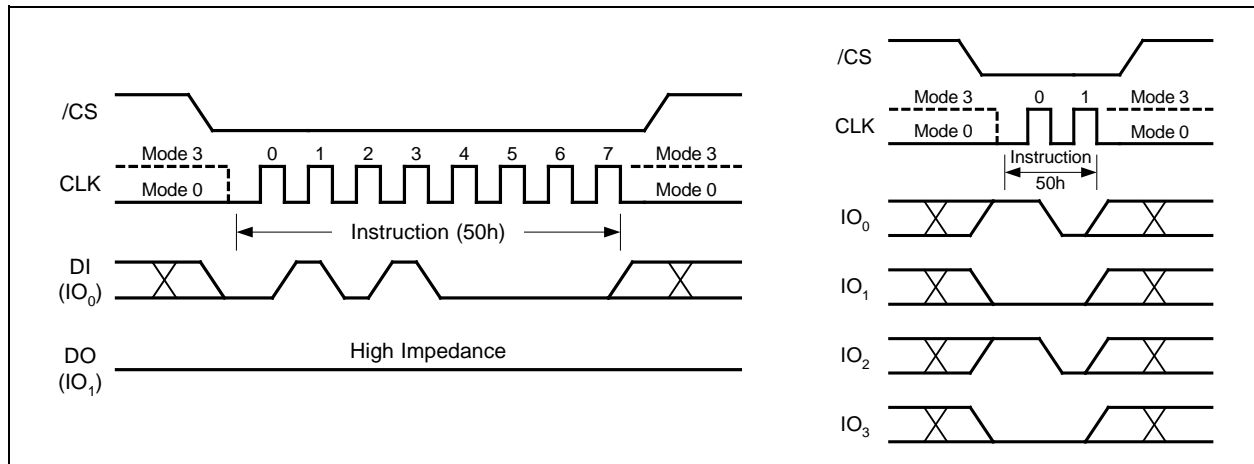 /CS
Mode 3 0 1 2 3 4 5 6 7 Mode 3
CLK
Mode 0 Mode 0
Instruction (50h)
DI
(IO0)
High Impedance
DO
(IO1)
/CS
Mode 3 0 1 Mode 3
CLK
Mode 0 Mode 0
Instruction
50h
IO0
IO1
IO2
IO3